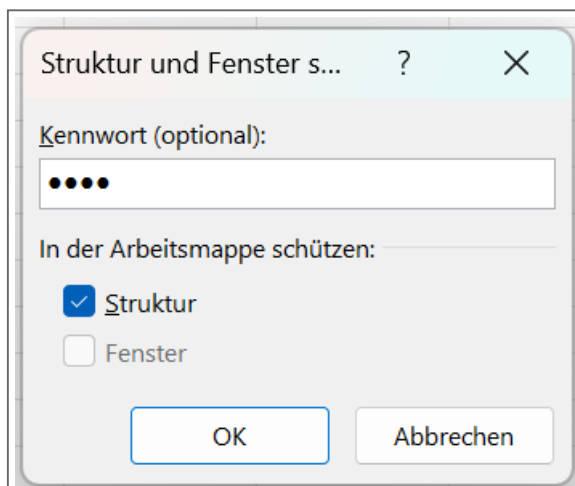 Struktur und Fenster s... ?
Kennwort (optional):
••••
In der Arbeitsmappe schützen:
Struktur
Fenster
OK Abbrechen